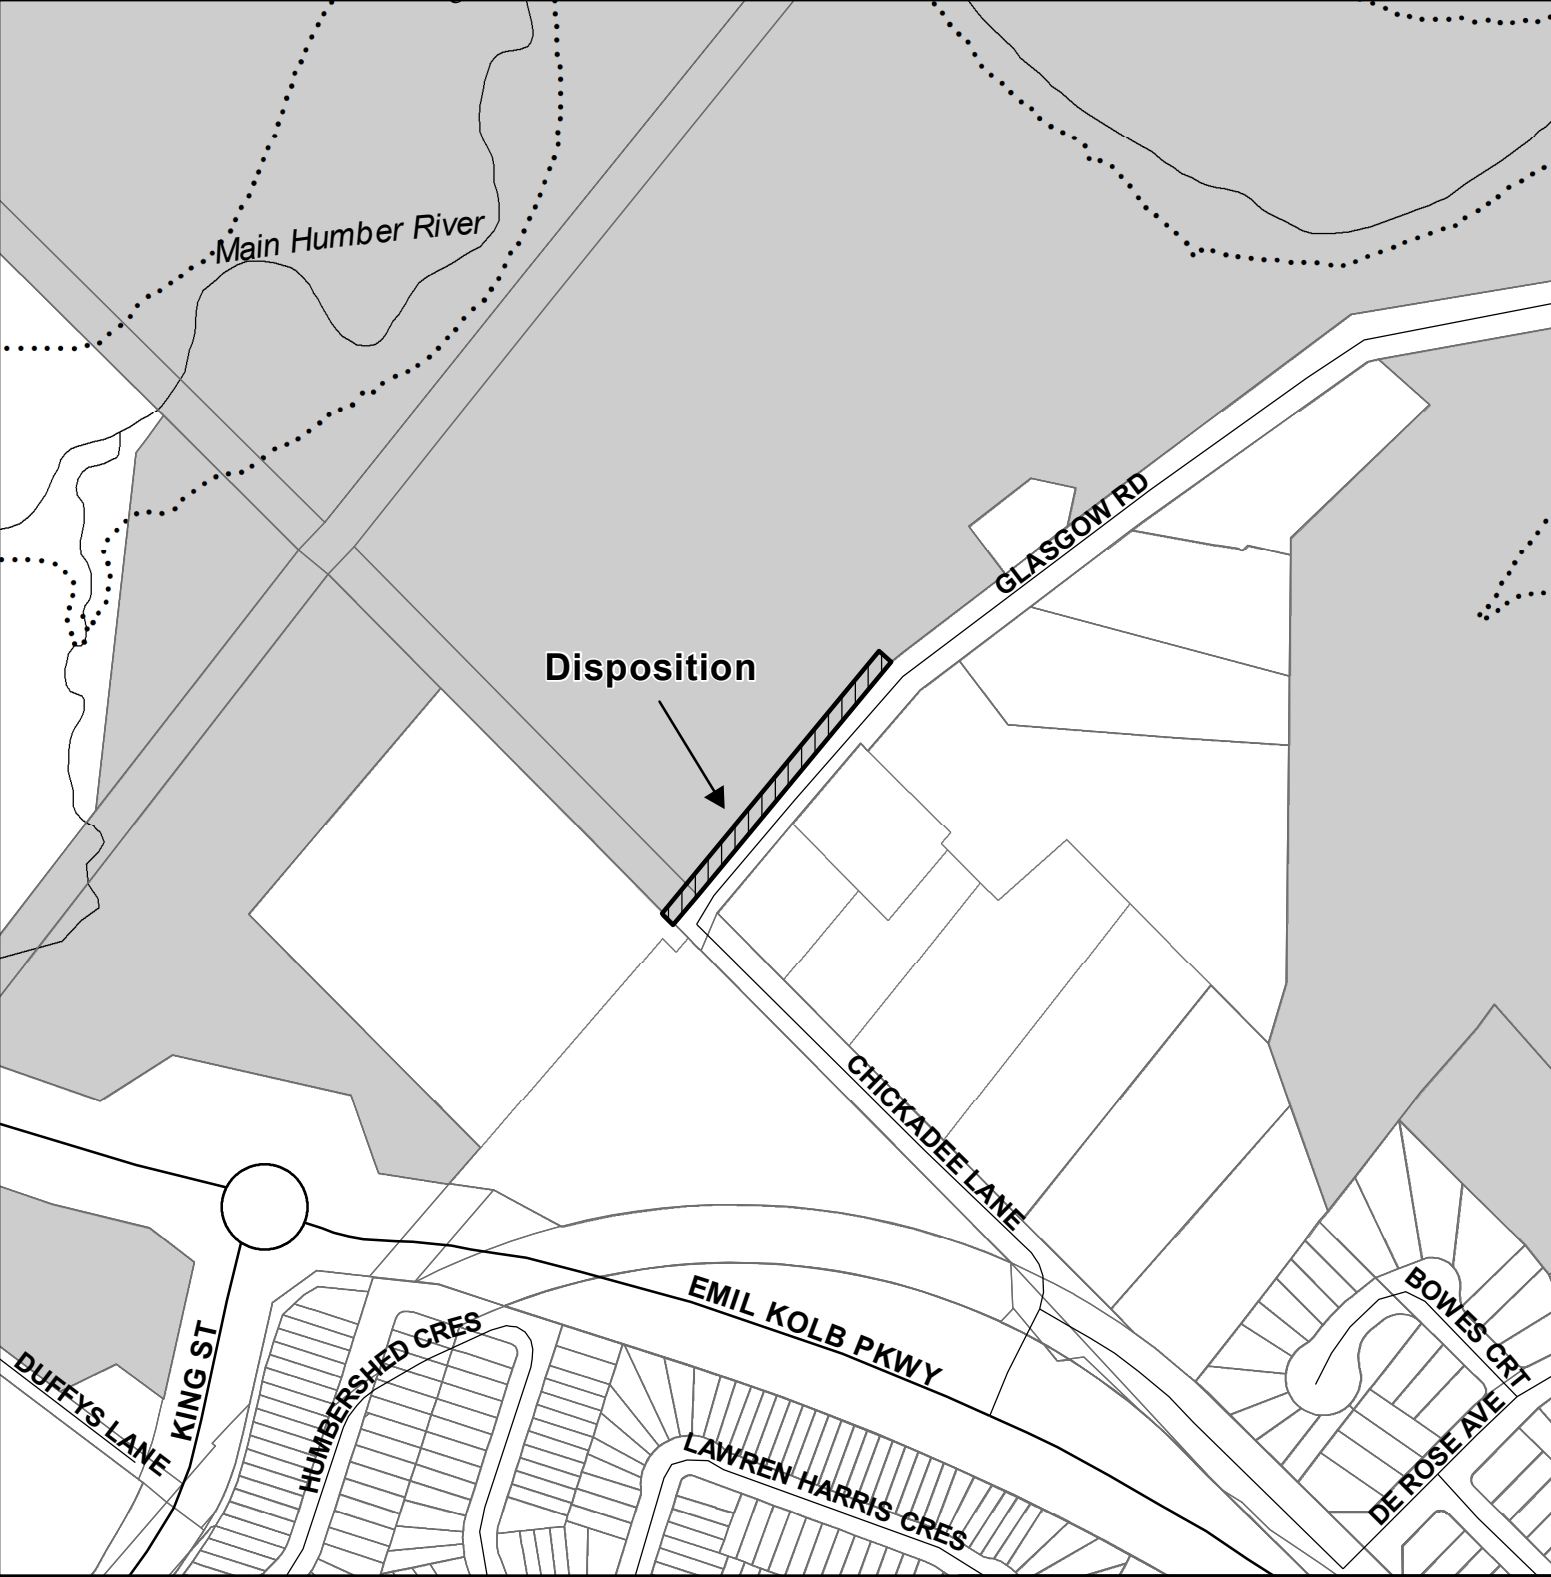 Main Humber River
GLASGOW RD
Disposition
CHICKADEE LANE
EMIL KOLB PKWY
BOWES CRT
KING ST
HUMBERSHED CRES
DUFFYS LANE
DE ROSE AVE
LAWREN HARRIS CRES